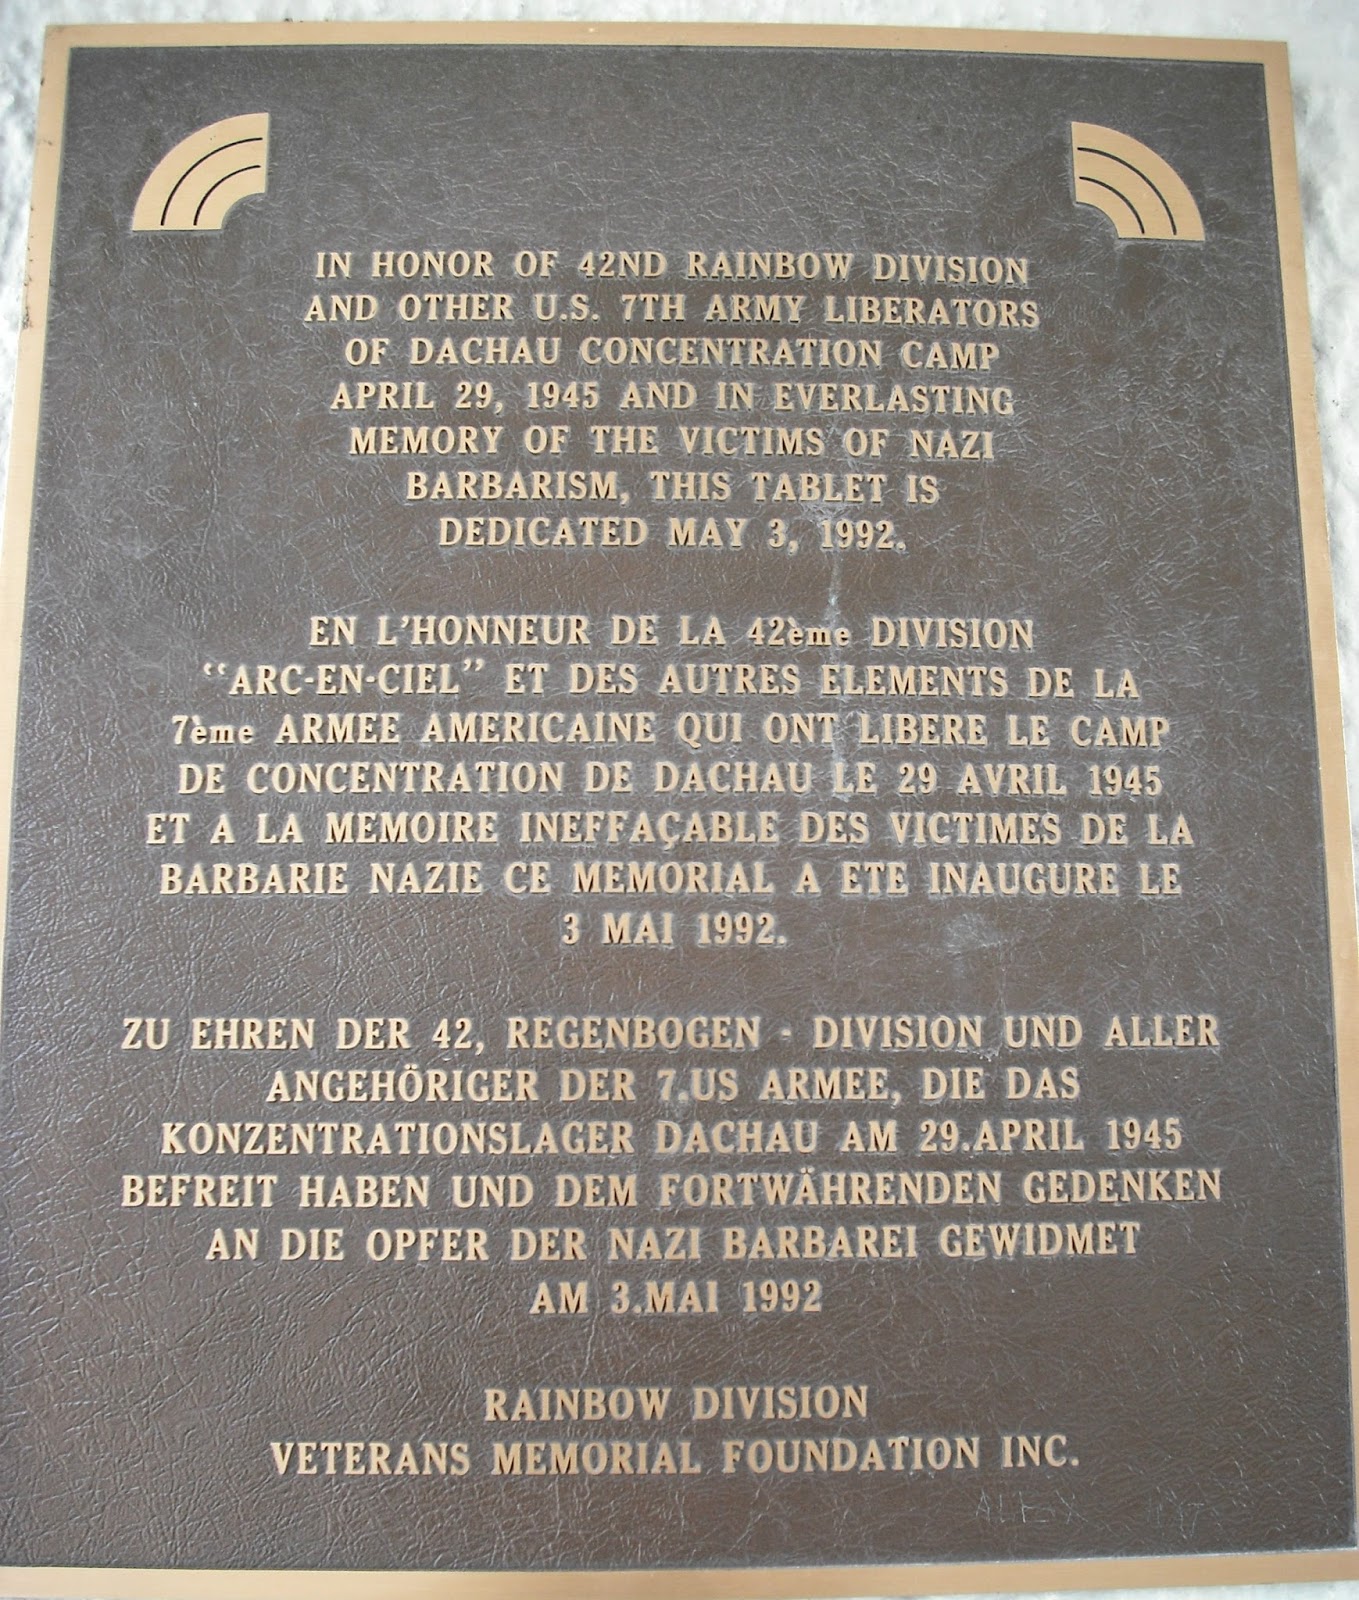 IN HONOR OF 42ND RAINBOW DIVISION
AND OTHER U.S. 7TH ARMY LIBERATORS
OF DACHAU CONCENTRATION CAMP
APRIL 29, 1945 AND IN EVERLASTING
MEMORY OF THE VICTIMS OF NAZI
BARBARISM, THIS TABLET IS
DEDICATED MAY 3, 1992.
EN L'HONNEUR DE LA 42ème DIVISION
"ARC-EN-CIEL" ET DES AUTRES ELEMENTS DE LA
7ème ARMEE AMERICAINE QUI ONT LIBERE LE CAMP
DE CONCENTRATION DE DACHAU LE 29 AVRIL 1945
ET A LA MEMOIRE INEFFAÇABLE DES VICTIMES DE LA
BARBARIE NAZIE CE MEMORIAL A ETE INAUGURE LE
3 MAI 1992.
ZU EHREN DER 42, REGENBOGEN - DIVISION UND ALLER
ANGEHÖRIGER DER 7.US ARMEE, DIE DAS
KONZENTRATIONSLAGER DACHAU AM 29.APRIL 1945
BEFREIT HABEN UND DEM FORTWÄHRENDEN GEDENKEN
AN DIE OPFER DER NAZI BARBAREI GEWIDMET
AM 3.MAI 1992
RAINBOW DIVISION
VETERANS MEMORIAL FOUNDATION INC.